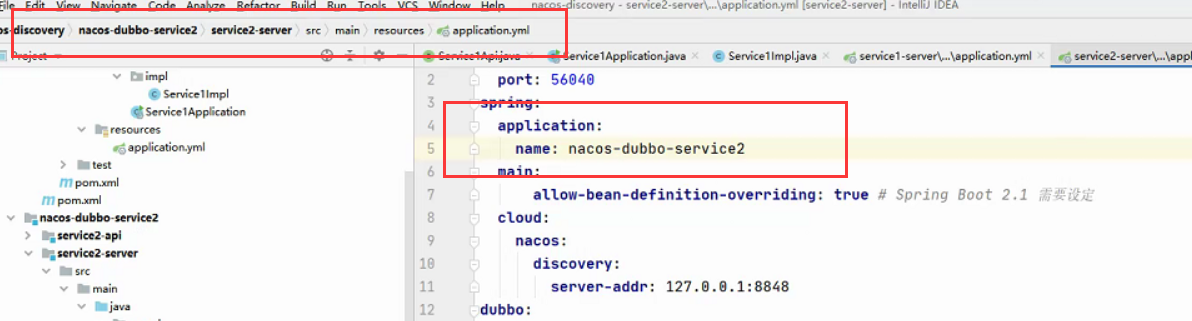 File Edit View Navigate Code Analyze Refactor Build Run Tools VCS Window Help nacos-discovery - service2-server\...\application.yml [service2-server] - IntelliJ IDEA
os-discovery nacos-dubbo-service2 service2-server src main resources application.yml
Project Service1Api.java Service1Application.java Service1Impl.java service1-server\...\application.yml service2-server\...\appl
impl
Service1Impl
Service1Application
resources
application.yml
test
pom.xml
pom.xml
nacos-dubbo-service2
service2-api
service2-server
src
main
java
2 port: 56040
3 spring:
4 application:
5 name: nacos-dubbo-service2
6 main:
7 allow-bean-definition-overriding: true # Spring Boot 2.1 需要设定
8 cloud:
9 nacos:
10 discovery:
11 server-addr: 127.0.0.1:8848
12 dubbo: